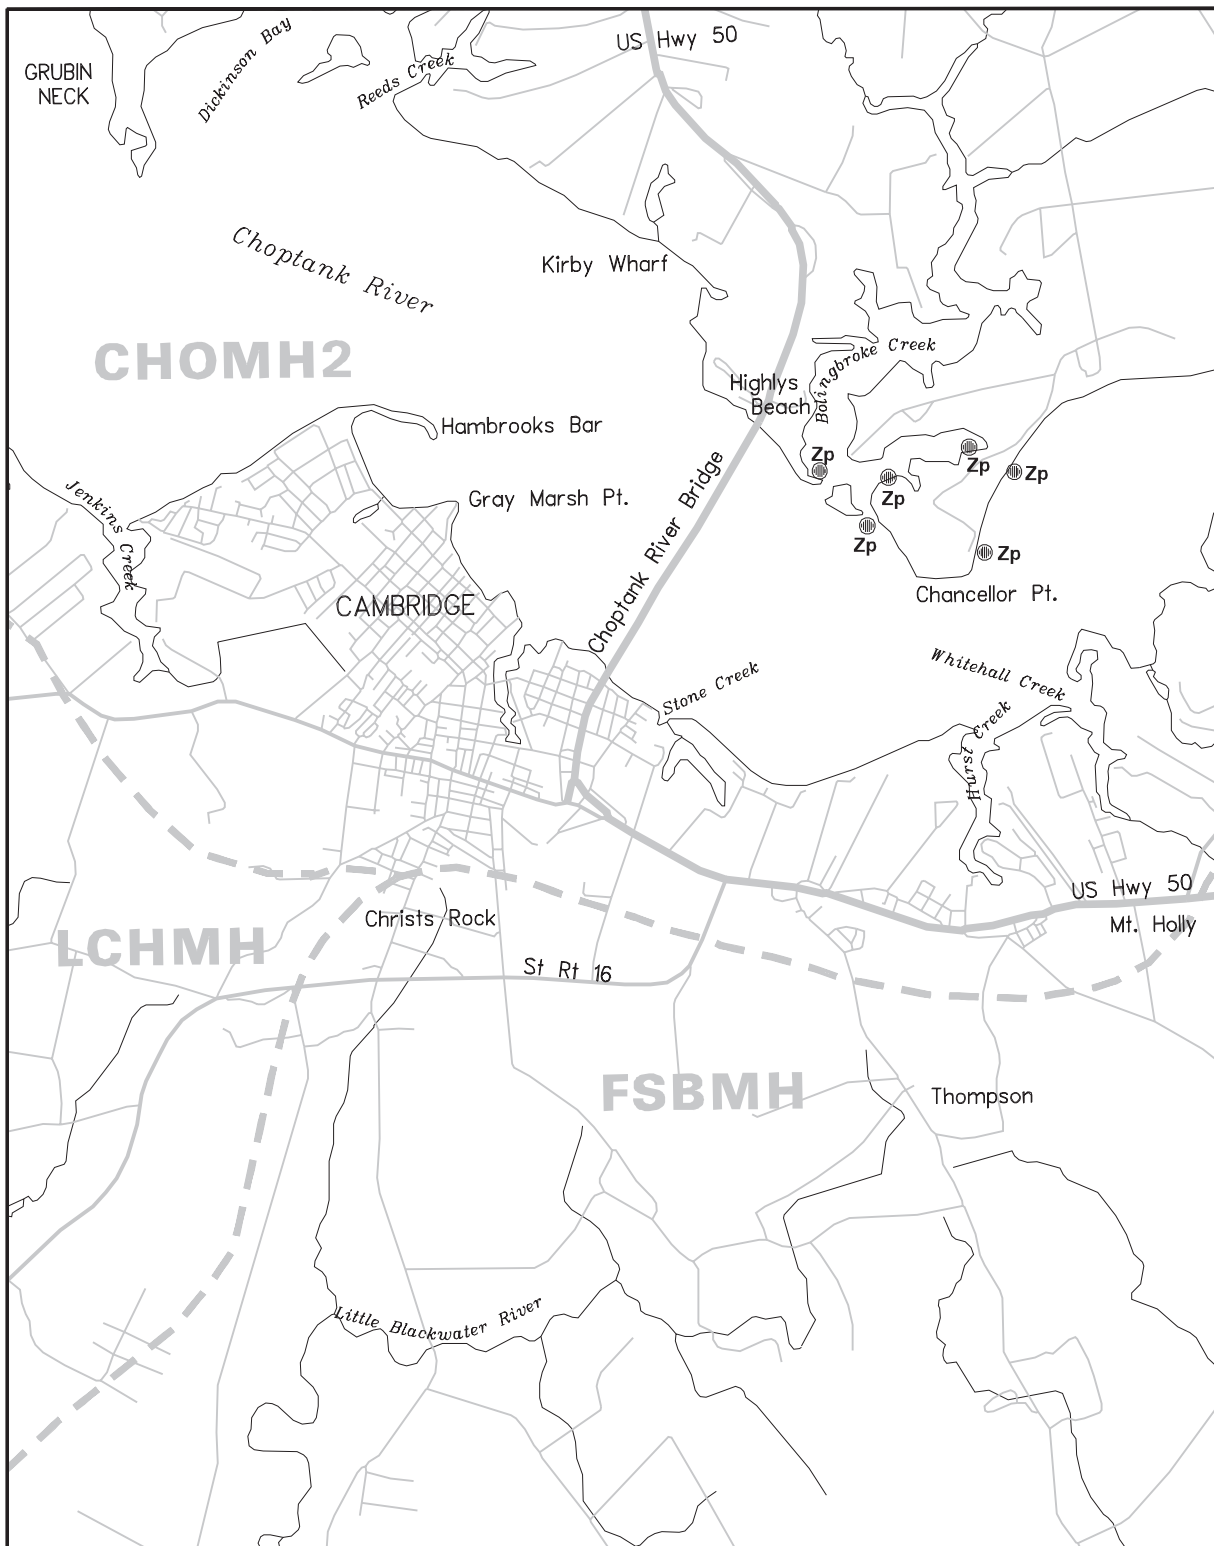 US Hwy 50
GRUBIN
NECK
Dickinson Bay
Reeds Creek
Choptank River
Kirby Wharf
CHOMH2
Bolingbroke Creek
Highlys
Beach
Hambrooks Bar
Zp
Zp
Zp
Zp
Zp
Zp
Jenkins Creek
Gray Marsh Pt.
Choptank River Bridge
CAMBRIDGE
Chancellor Pt.
Whitehall Creek
Stone Creek
Hurst Creek
US Hwy 50
Christs Rock
Mt. Holly
LCHMH
St Rt 16
FSBMH
Thompson
Little Blackwater River